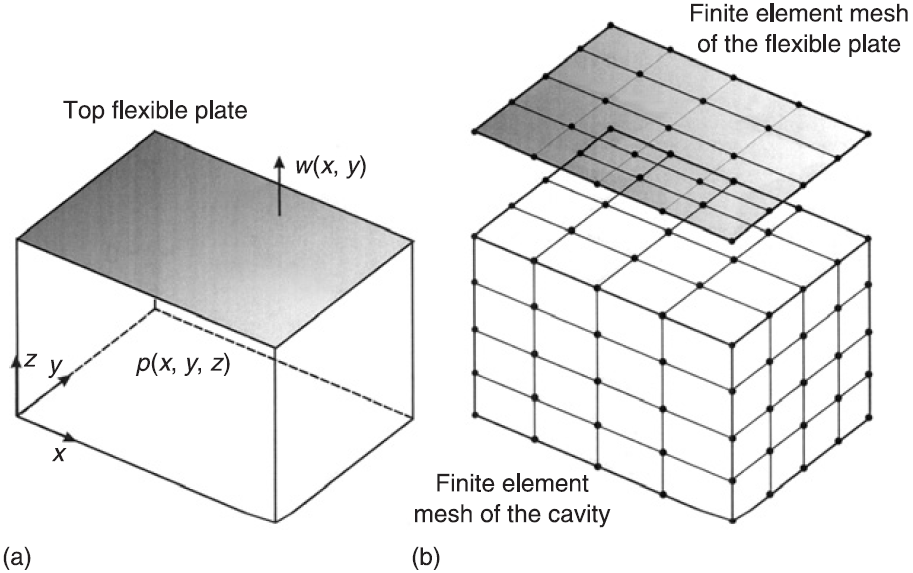 Top flexible plate
w(x, y)
z
y
p(x, y, z)
x
(a)
Finite element mesh
of the flexible plate
Finite element
mesh of the cavity
(b)